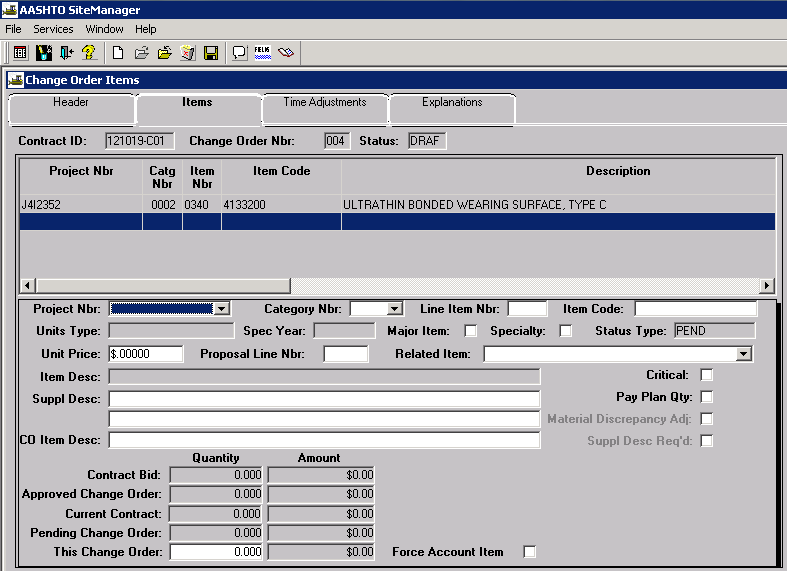 AASHTO SiteManager
File Services Window Help
FELIG
Change Order Items
Header Items Time Adjustments Explanations
Contract ID: 121019-C01 Change Order Nbr: 004 Status: DRAF
Project Nbr Catg Nbr Item Nbr Item Code Description
J4I2352 0002 0340 4133200 ULTRATHIN BONDED WEARING SURFACE, TYPE C
Project Nbr: Category Nbr: Line Item Nbr: Item Code:
Units Type: Spec Year: Major Item: Specialty: Status Type: PEND
Unit Price: $.00000 Proposal Line Nbr: Related Item:
Item Desc: Critical:
Suppl Desc: Pay Plan Qty:
Material Discrepancy Adj:
CO Item Desc: Suppl Desc Req'd:
Quantity Amount
Contract Bid: 0.000 $0.00
Approved Change Order: 0.000 $0.00
Current Contract: 0.000 $0.00
Pending Change Order: 0.000 $0.00
This Change Order: 0.000 $0.00 Force Account Item